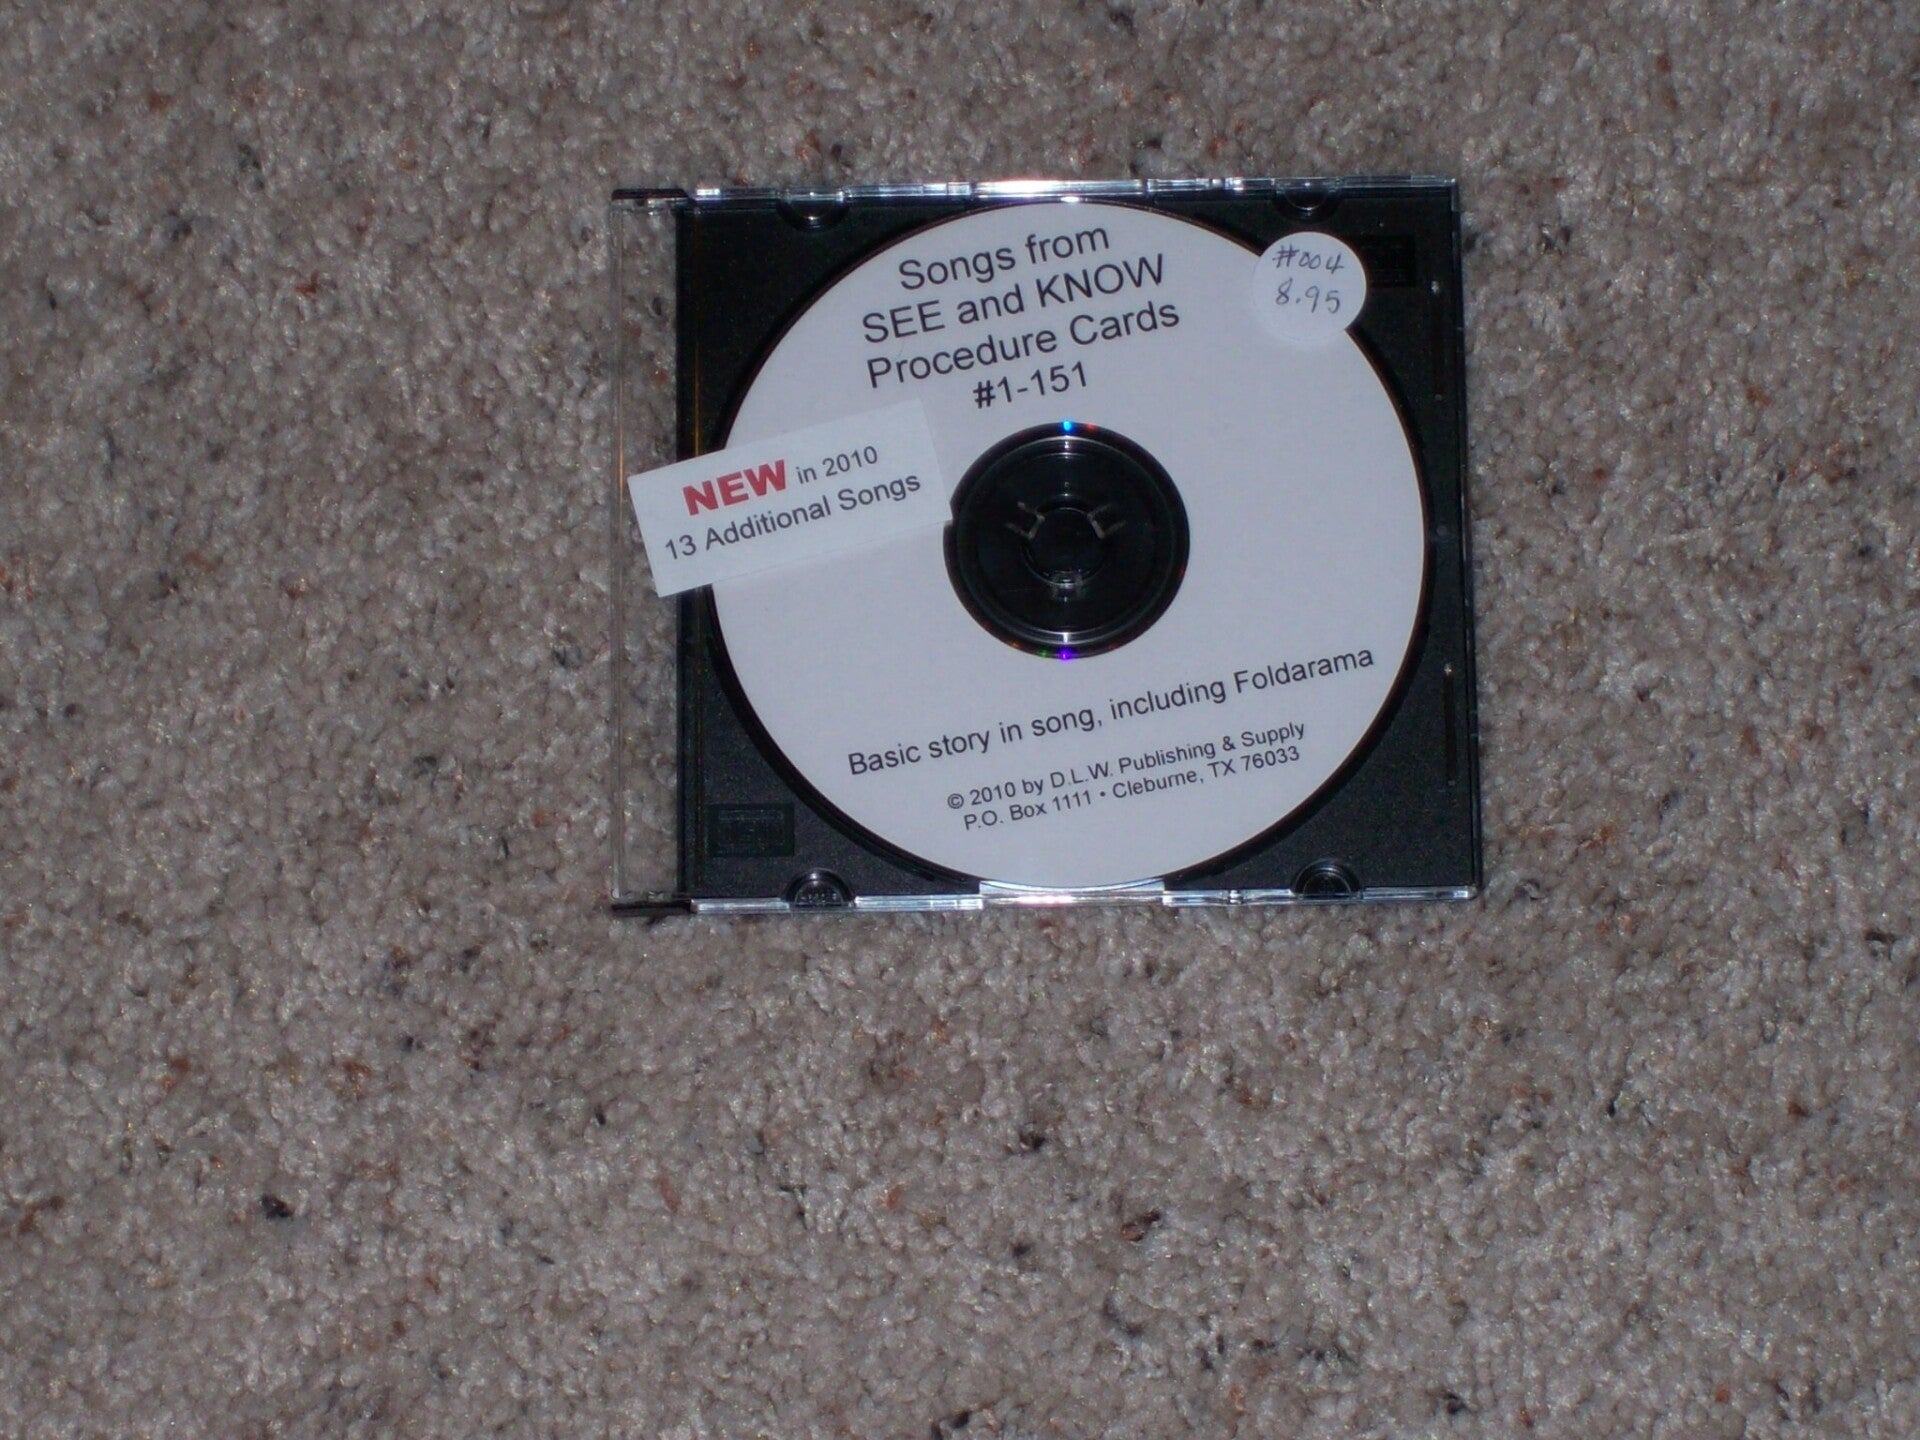 Songs from
SEE and KNOW
Procedure Cards
#1-151
#004
8.95
NEW in 2010
13 Additional Songs
Basic story in song, including Foldarama
© 2010 by D.L.W. Publishing & Supply
P.O. Box 1111 • Cleburne, TX 76033